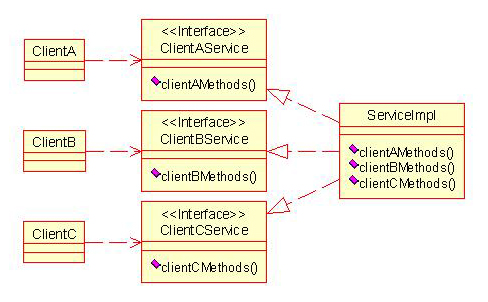 ClientA
<<Interface>>
ClientAService
clientAMethods()
ClientB
<<Interface>>
ClientBService
clientBMethods()
ClientC
<<Interface>>
ClientCService
clientCMethods()
ServiceImpl
clientAMethods()
clientBMethods()
clientCMethods()